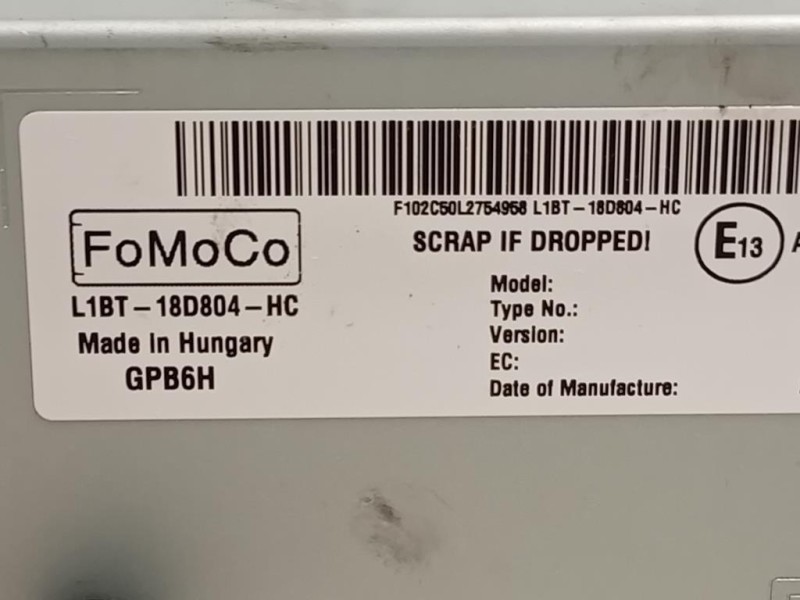 F102C50L2754958 L1BT-18D804-HC
FoMoCo
SCRAP IF DROPPED!
E13
L1BT-18D804-HC
Made in Hungary
GPB6H
Model:
Type No.:
Version:
EC:
Date of Manufacture: